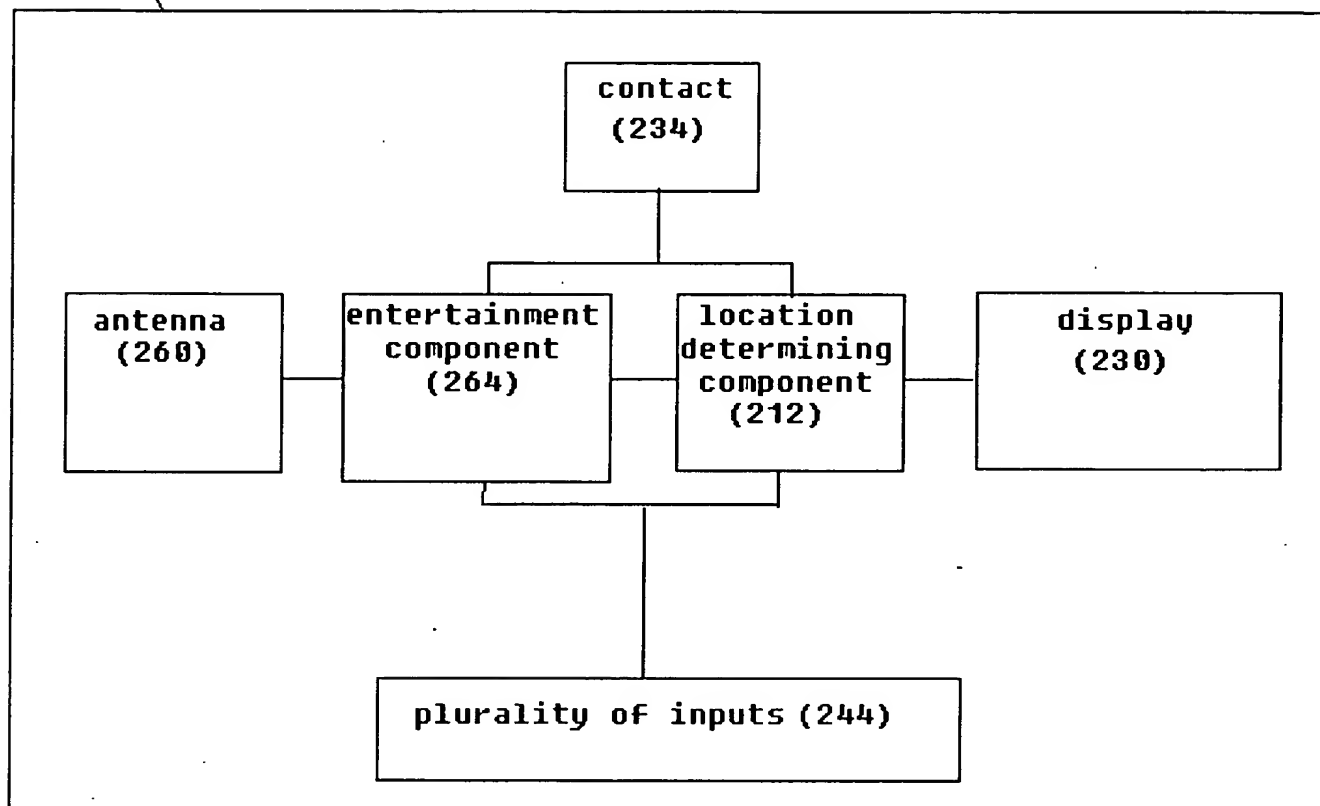 contact
(234)
antenna
(260)
entertainment
component
(264)
location
determining
component
(212)
display
(230)
plurality of inputs (244)